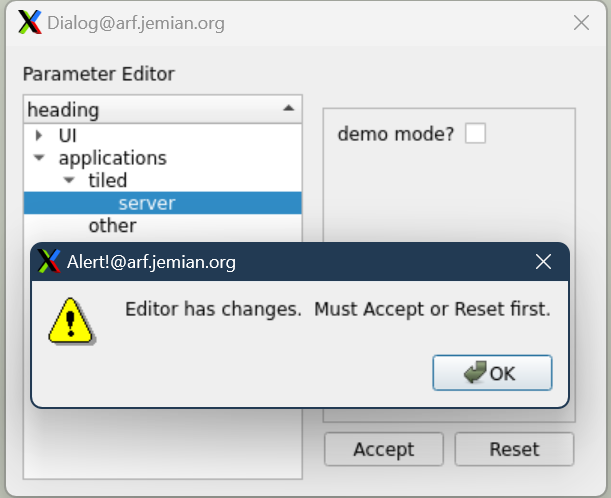 Dialog@arf.jemian.org
Parameter Editor
heading
UI
applications
tiled
server
other
demo mode?
Alert!@arf.jemian.org
Editor has changes.  Must Accept or Reset first.
OK
Accept
Reset